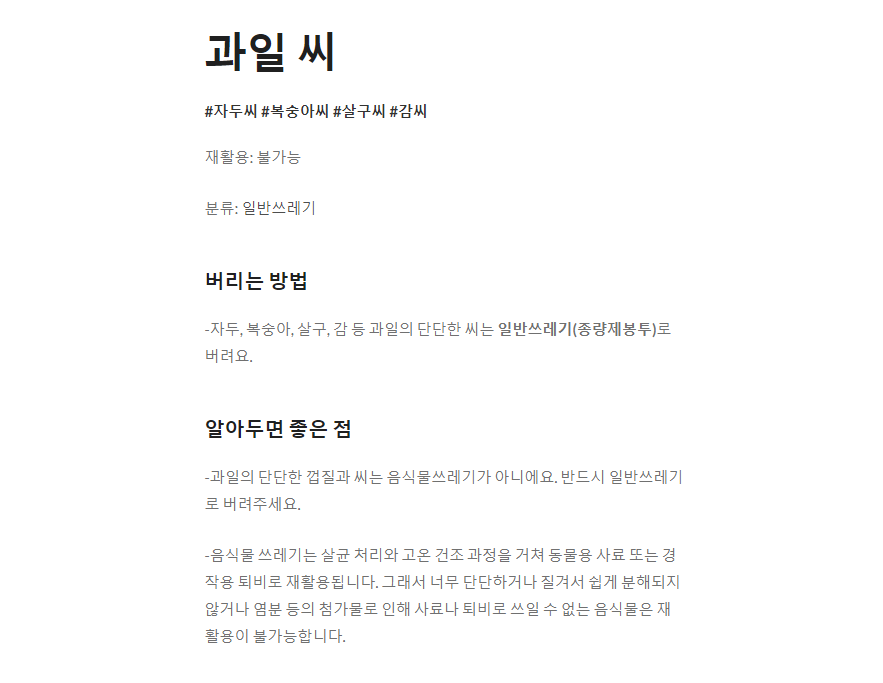 과일 씨
#자두씨 #복숭아씨 #살구씨 #감씨
재활용: 불가능
분류: 일반쓰레기
버리는 방법
-자두, 복숭아, 살구, 감 등 과일의 단단한 씨는 일반쓰레기(종량제봉투)로
버려요.
알아두면 좋은 점
-과일의 단단한 껍질과 씨는 음식물쓰레기가 아니에요. 반드시 일반쓰레기
로 버려주세요.
-음식물 쓰레기는 살균 처리와 고온 건조 과정을 거쳐 동물용 사료 또는 경
작용 퇴비로 재활용됩니다. 그래서 너무 단단하거나 질겨서 쉽게 분해되지
않거나 염분 등의 첨가물로 인해 사료나 퇴비로 쓰일 수 없는 음식물은 재
활용이 불가능합니다.